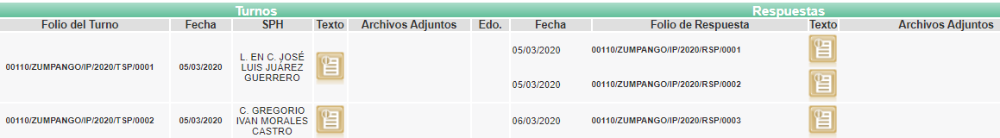 Turnos Respuestas
Folio del Turno Fecha SPH Texto Archivos Adjuntos Edo. Fecha Folio de Respuesta Texto Archivos Adjuntos
00110/ZUMPANGO/IP/2020/TSP/0001 05/03/2020 L. EN C. JOSÉ
LUIS JUÁREZ
GUERRERO
05/03/2020 00110/ZUMPANGO/IP/2020/RSP/0001
05/03/2020 00110/ZUMPANGO/IP/2020/RSP/0002
00110/ZUMPANGO/IP/2020/TSP/0002 05/03/2020 C. GREGORIO
IVAN MORALES
CASTRO
06/03/2020 00110/ZUMPANGO/IP/2020/RSP/0003